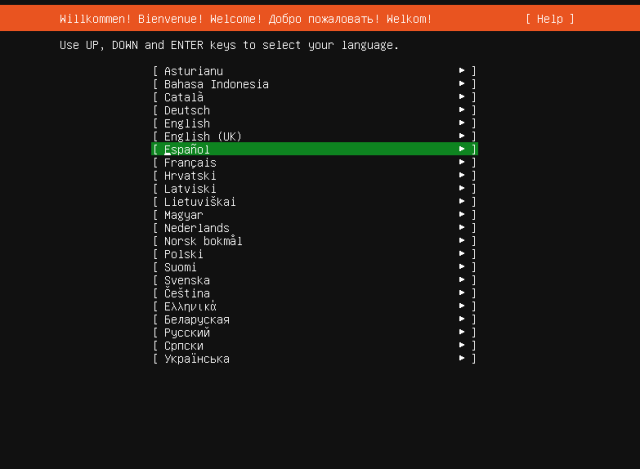 Willkommen! Bienvenue! Welcome! Добро пожаловать! Welkom! [ Help ]
Use UP, DOWN and ENTER keys to select your language.
[ Asturianu ► ]
[ Bahasa Indonesia ► ]
[ Català ► ]
[ Deutsch ► ]
[ English ► ]
[ English (UK) ► ]
[ Español ► ]
[ Français ► ]
[ Hrvatski ► ]
[ Latviski ► ]
[ Lietuviškai ► ]
[ Magyar ► ]
[ Nederlands ► ]
[ Norsk bokmål ► ]
[ Polski ► ]
[ Suomi ► ]
[ Svenska ► ]
[ Čeština ► ]
[ Ελληνικά ► ]
[ Беларуская ► ]
[ Русский ► ]
[ Српски ► ]
[ Українська ► ]